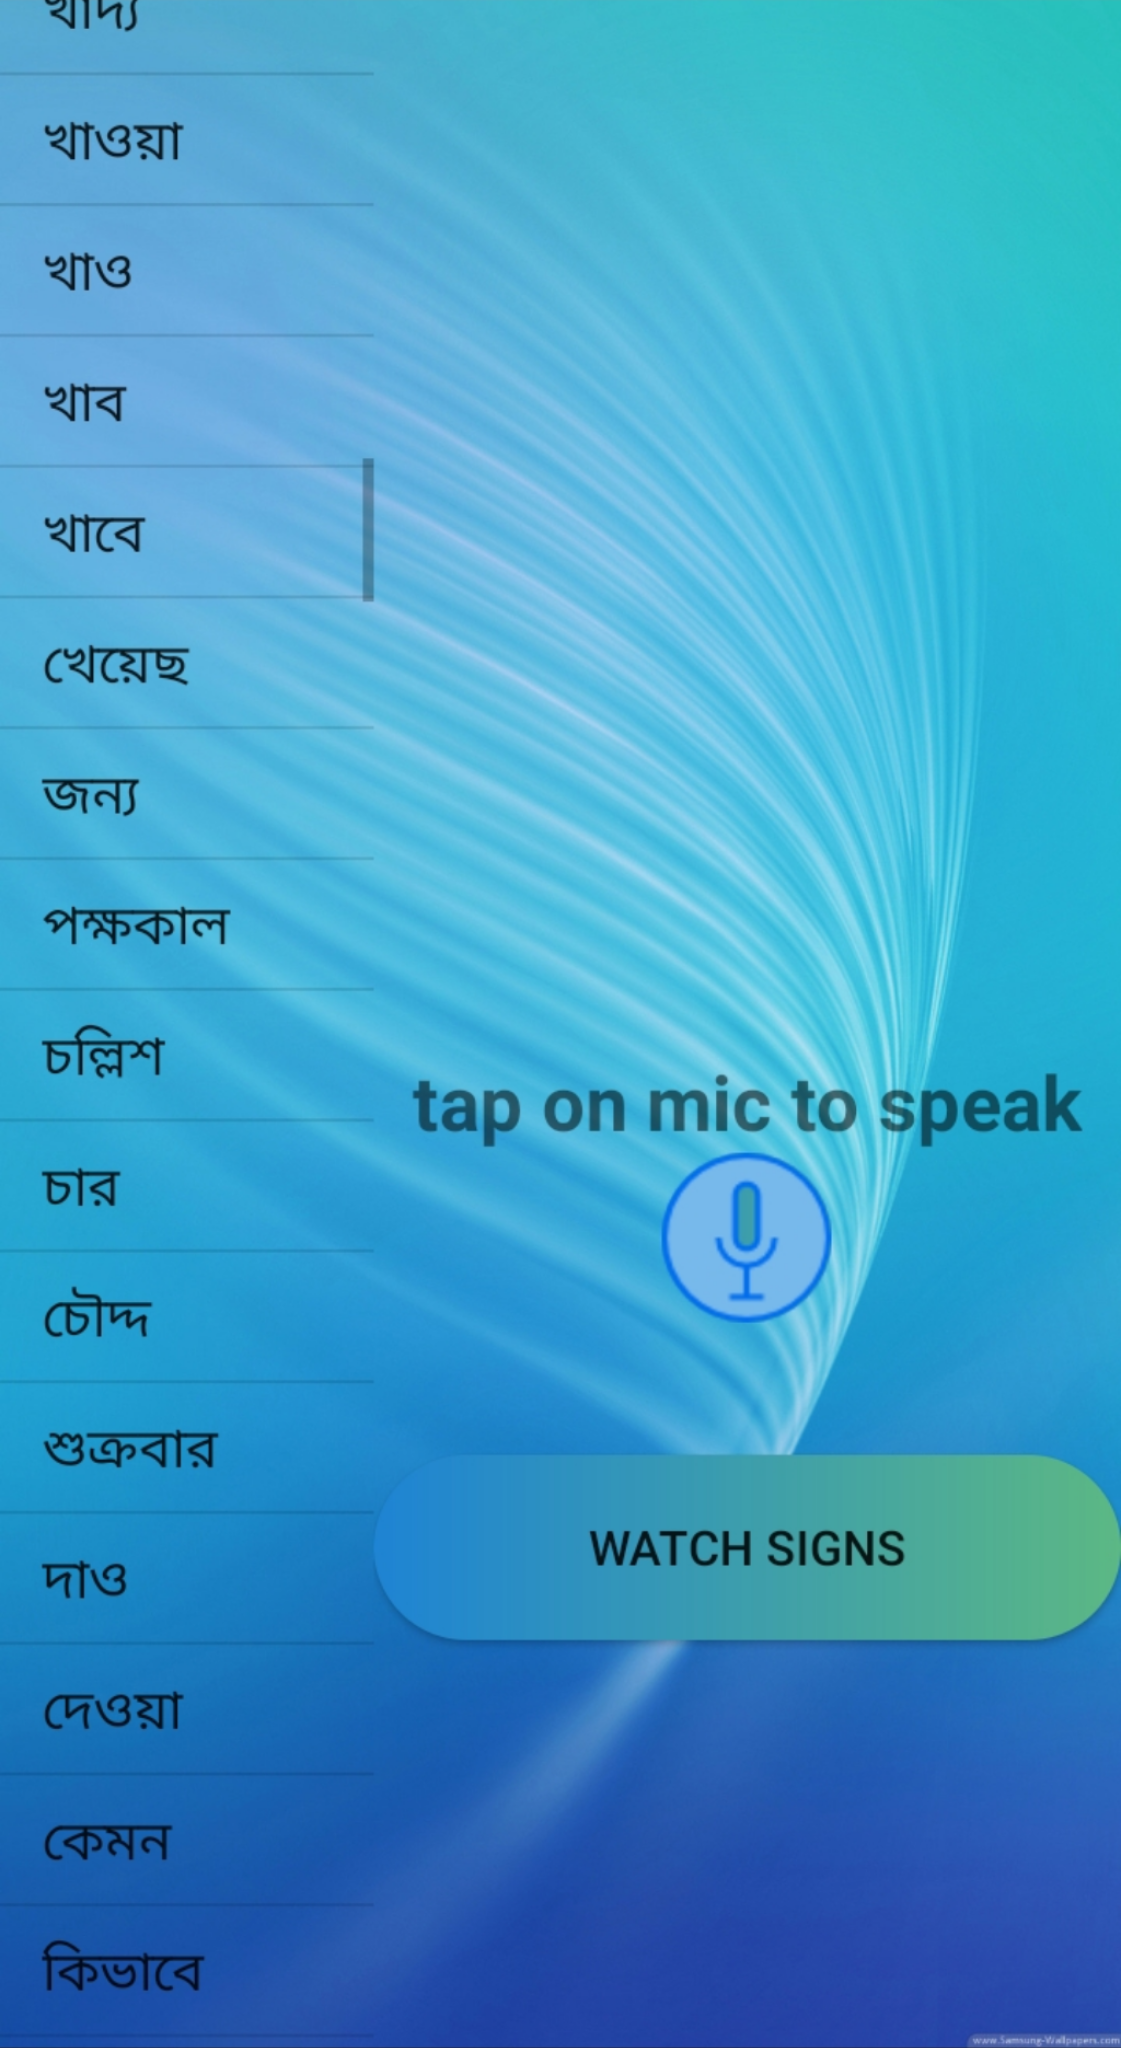 খাদ্য
খাওয়া
খাও
খাব
খাবে
খেয়েছ
জন্য
পক্ষকাল
চল্লিশ
চার
চৌদ্দ
শুক্রবার
দাও
দেওয়া
কেমন
কিভাবে
tap on mic to speak
WATCH SIGNS
www.Samsung-Wallpapers.com